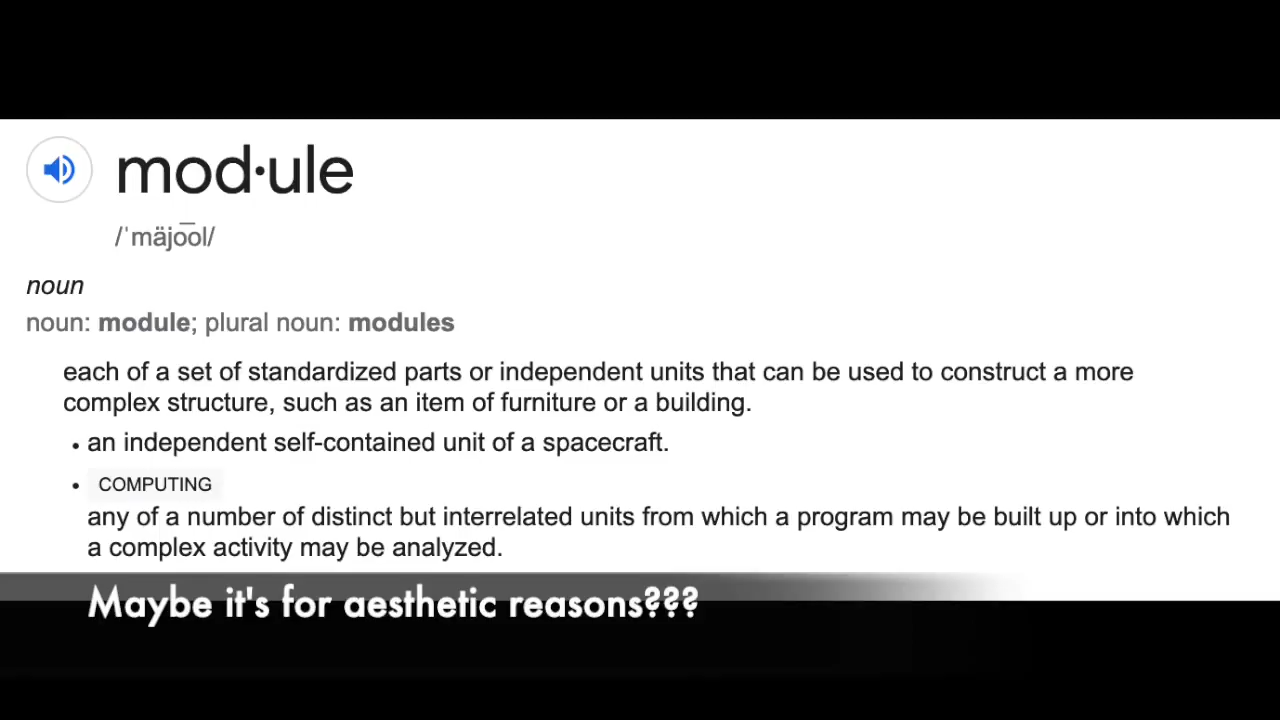 mod·ule
/ˈmäjo͞ol/
noun
noun: module; plural noun: modules
each of a set of standardized parts or independent units that can be used to construct a more
complex structure, such as an item of furniture or a building.
• an independent self-contained unit of a spacecraft.
• COMPUTING
any of a number of distinct but interrelated units from which a program may be built up or into which
a complex activity may be analyzed.
Maybe it's for aesthetic reasons???